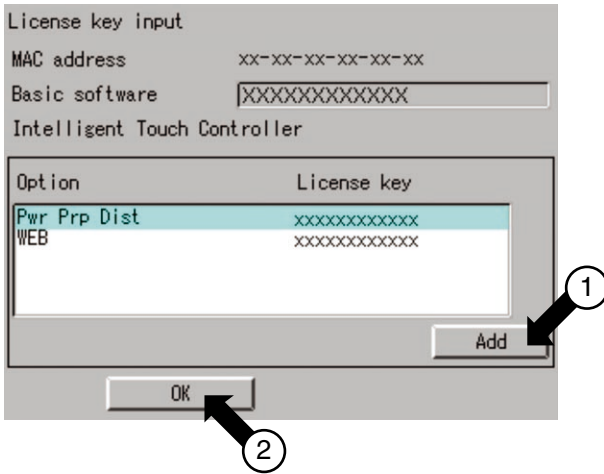 License key input
MAC address xx-xx-xx-xx-xx-xx
Basic software XXXXXXXXXXXX
Intelligent Touch Controller
Option License key
Pwr Prp Dist xxxxxxxxxxxx
WEB xxxxxxxxxxxx
1
Add
OK
2